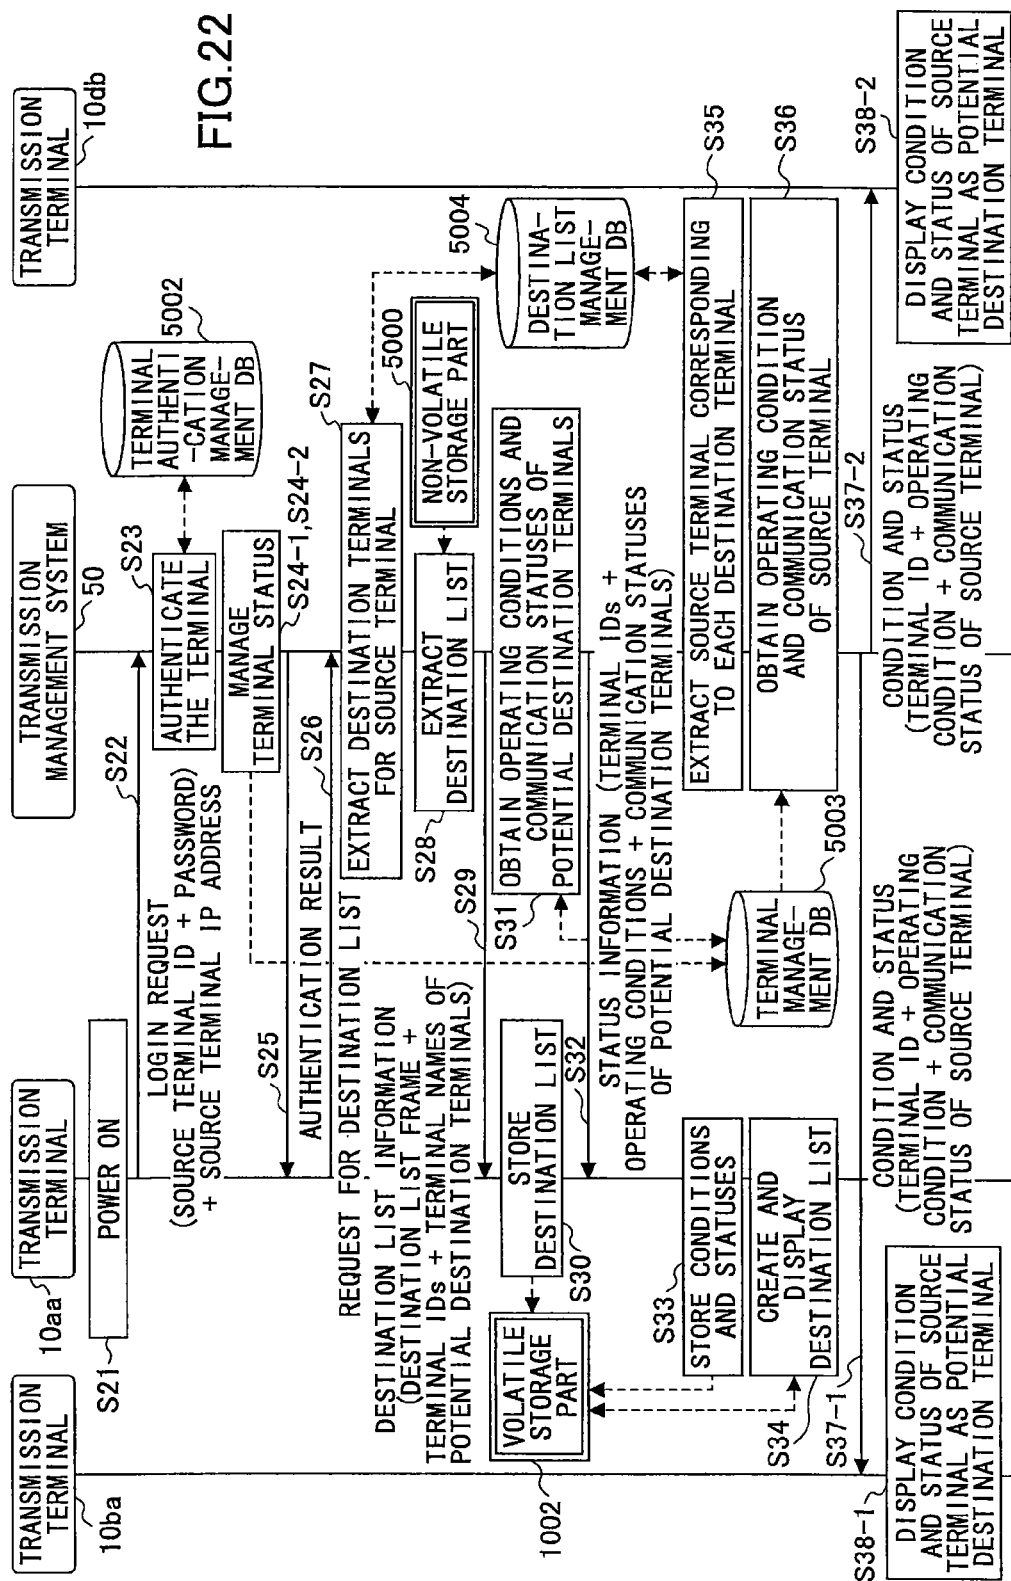 FIG.22
TRANSMISSION
TERMINAL
10ba
TRANSMISSION
TERMINAL
10aa
TRANSMISSION
MANAGEMENT SYSTEM
50
TRANSMISSION
TERMINAL
10db
POWER ON
S21
LOGIN REQUEST
(SOURCE TERMINAL ID + PASSWORD)
+ SOURCE TERMINAL IP ADDRESS
S22
AUTHENTICATE
THE TERMINAL
S23
TERMINAL
AUTHENTI
-CATION
MANAGE-
MENT DB
5002
MANAGE
TERMINAL STATUS
S24-1,S24-2
S25
AUTHENTICATION RESULT
S26
REQUEST FOR DESTINATION LIST
EXTRACT DESTINATION TERMINALS
FOR SOURCE TERMINAL
S27
EXTRACT
DESTINATION LIST
S28
NON-VOLATILE
STORAGE PART
5000
DESTINATION LIST INFORMATION
(DESTINATION LIST FRAME +
TERMINAL IDs + TERMINAL NAMES OF
POTENTIAL DESTINATION TERMINALS)
S29
DESTINA-
TION LIST
MANAGE-
MENT DB
5004
STORE
DESTINATION LIST
S30
VOLATILE
STORAGE
PART
1002
OBTAIN OPERATING CONDITIONS AND
COMMUNICATION STATUSES OF
POTENTIAL DESTINATION TERMINALS
S31
S32
STATUS INFORMATION (TERMINAL IDs +
OPERATING CONDITIONS + COMMUNICATION STATUSES
OF POTENTIAL DESTINATION TERMINALS)
STORE CONDITIONS
AND STATUSES
S33
CREATE AND
DISPLAY
DESTINATION LIST
S34
TERMINAL
MANAGE-
MENT DB
5003
EXTRACT SOURCE TERMINAL CORRESPONDING
TO EACH DESTINATION TERMINAL
S35
OBTAIN OPERATING CONDITION
AND COMMUNICATION STATUS
OF SOURCE TERMINAL
S36
S37-1
CONDITION AND STATUS
(TERMINAL ID + OPERATING
CONDITION + COMMUNICATION
STATUS OF SOURCE TERMINAL)
S37-2
CONDITION AND STATUS
(TERMINAL ID + OPERATING
CONDITION + COMMUNICATION
STATUS OF SOURCE TERMINAL)
S38-1
DISPLAY CONDITION
AND STATUS OF SOURCE
TERMINAL AS POTENTIAL
DESTINATION TERMINAL
S38-2
DISPLAY CONDITION
AND STATUS OF SOURCE
TERMINAL AS POTENTIAL
DESTINATION TERMINAL